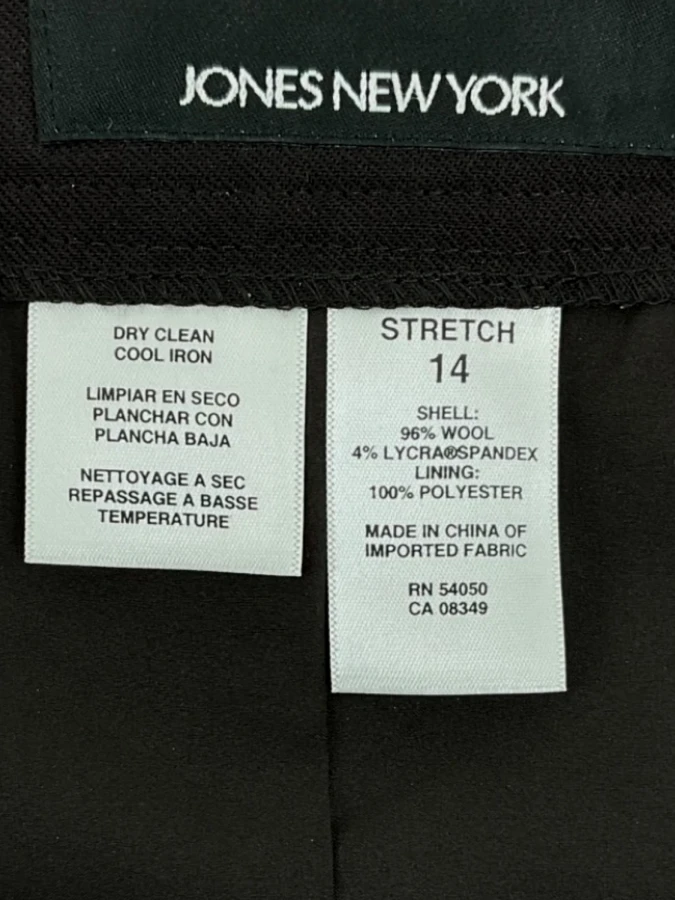 JONES NEW YORK
DRY CLEAN
COOL IRON
LIMPIAR EN SECO
PLANCHAR CON
PLANCHA BAJA
NETTOYAGE A SEC
REPASSAGE A BASSE
TEMPERATURE
STRETCH
14
SHELL:
96% WOOL
4% LYCRA®SPANDEX
LINING:
100% POLYESTER
MADE IN CHINA OF
IMPORTED FABRIC
RN 54050
CA 08349